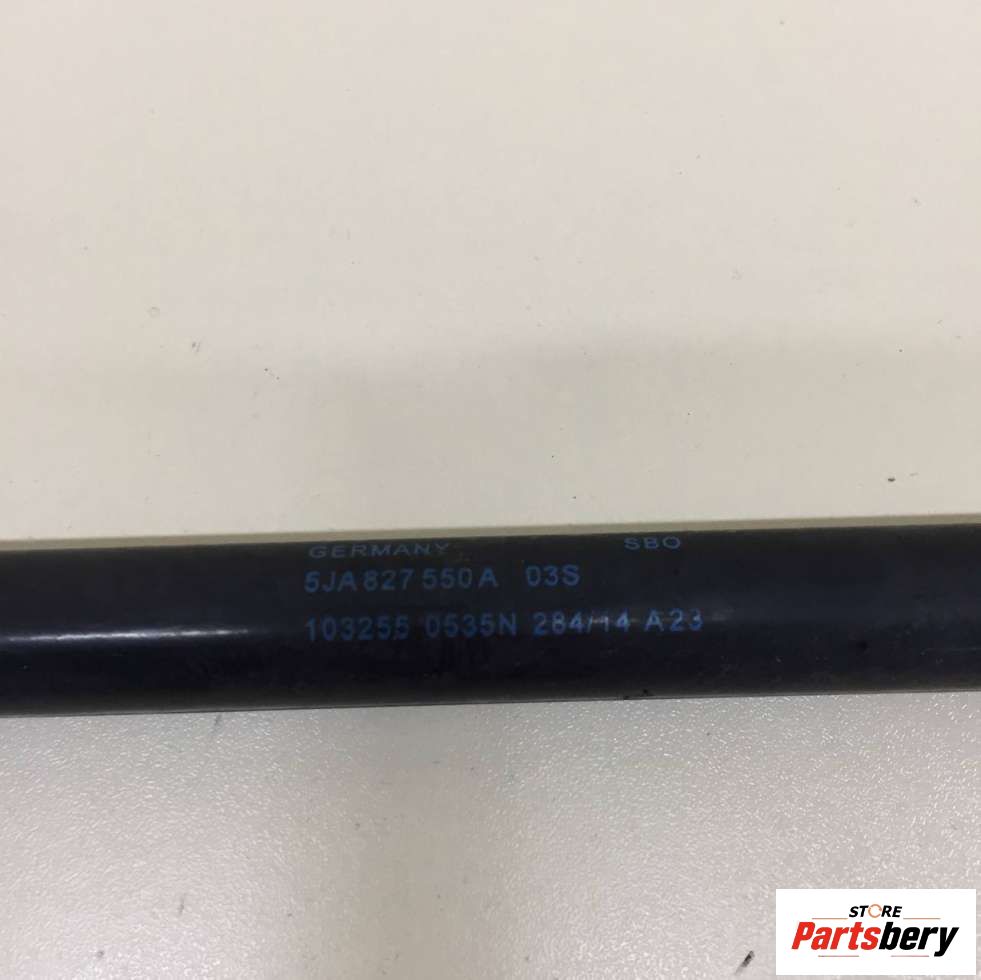 GERMANY SBO
5JA 827 550 A 03S
103255 0535N 284/14 A23
STORE
Partsbery